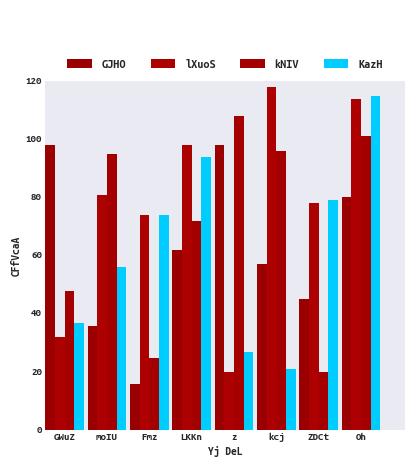 GJHO lXuoS kNIV KazH
120
100
80
60
40
20
0
CFfVcaA
GWuZ moIU Fmz LKKn z kcj ZDCt Oh
Yj DeL